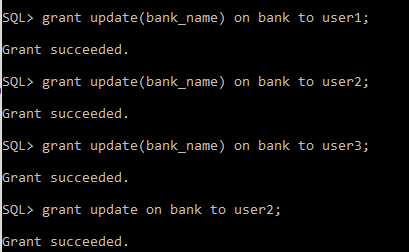 SQL> grant update(bank_name) on bank to user1;
Grant succeeded.
SQL> grant update(bank_name) on bank to user2;
Grant succeeded.
SQL> grant update(bank_name) on bank to user3;
Grant succeeded.
SQL> grant update on bank to user2;
Grant succeeded.